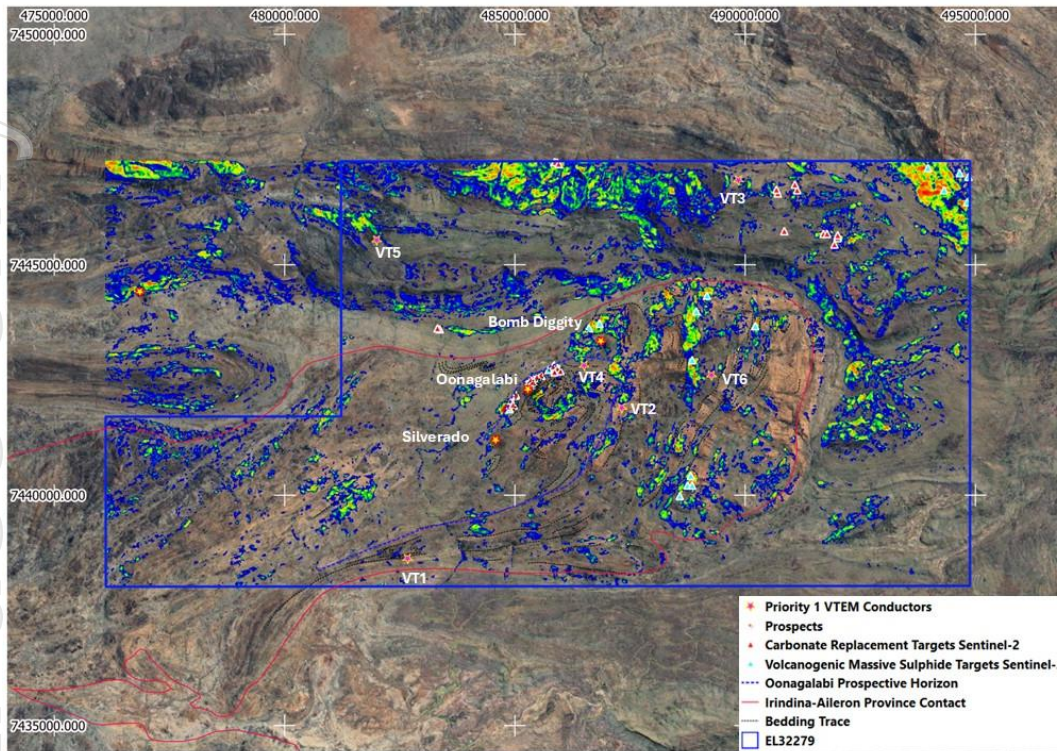 475000.000 480000.000 485000.000 490000.000 495000.000
7450000.000
VT3
VT5
7445000.000
Bomb Diggity
Oonagalabi
VT4
VT6
VT2
Silverado
7440000.000
VT1
Priority 1 VTEM Conductors
Prospects
Carbonate Replacement Targets Sentinel-2
Volcanogenic Massive Sulphide Targets Sentinel-
Oonagalabi Prospective Horizon
Irindina-Aileron Province Contact
7435000.000
Bedding Trace
EL32279